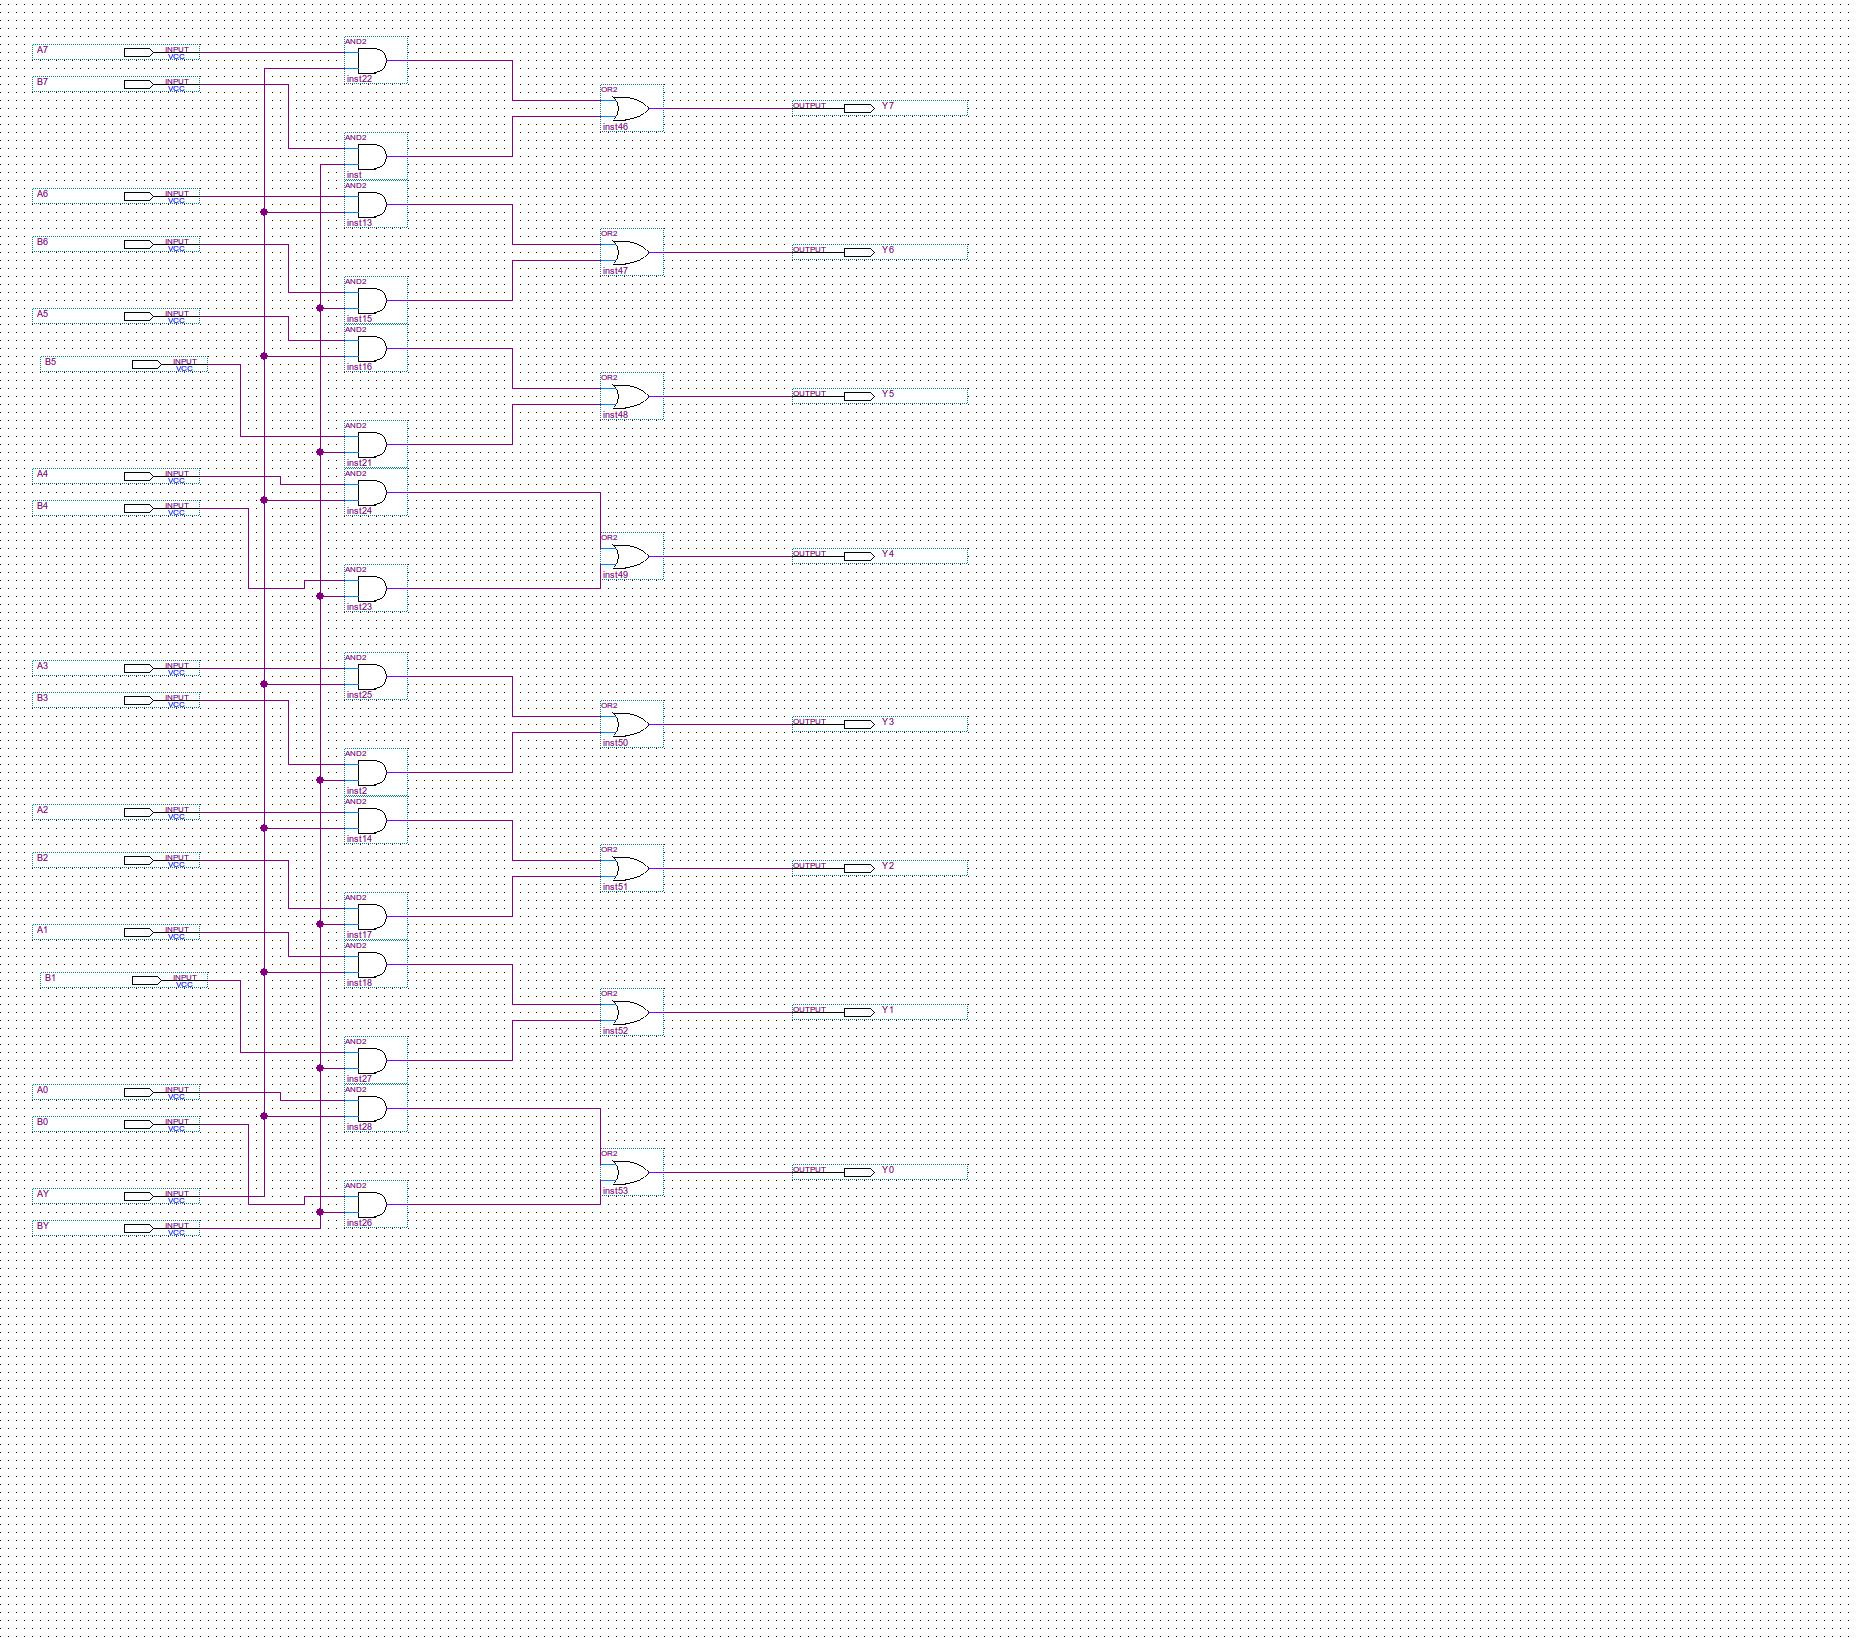 AND2
A7 INPUT
VCC
inst22
B7 INPUT
VCC
OR2
OUTPUT Y7
inst46
AND2
inst
AND2
A6 INPUT
VCC
inst13
OR2
B6 INPUT
VCC
OUTPUT Y6
inst47
AND2
inst15
A5 INPUT
VCC
AND2
inst16
B5 INPUT
VCC
OR2
OUTPUT Y5
inst48
AND2
inst21
A4 INPUT
VCC
AND2
inst24
B4 INPUT
VCC
OR2
OUTPUT Y4
inst49
AND2
inst23
AND2
A3 INPUT
VCC
inst25
B3 INPUT
VCC
OR2
OUTPUT Y3
inst50
AND2
inst2
AND2
A2 INPUT
VCC
inst14
OR2
B2 INPUT
VCC
OUTPUT Y2
inst51
AND2
inst17
A1 INPUT
VCC
AND2
inst18
B1 INPUT
VCC
OR2
OUTPUT Y1
inst52
AND2
inst27
A0 INPUT
VCC
AND2
inst28
B0 INPUT
VCC
OR2
OUTPUT Y0
inst53
AND2
AY INPUT
VCC
inst26
BY INPUT
VCC